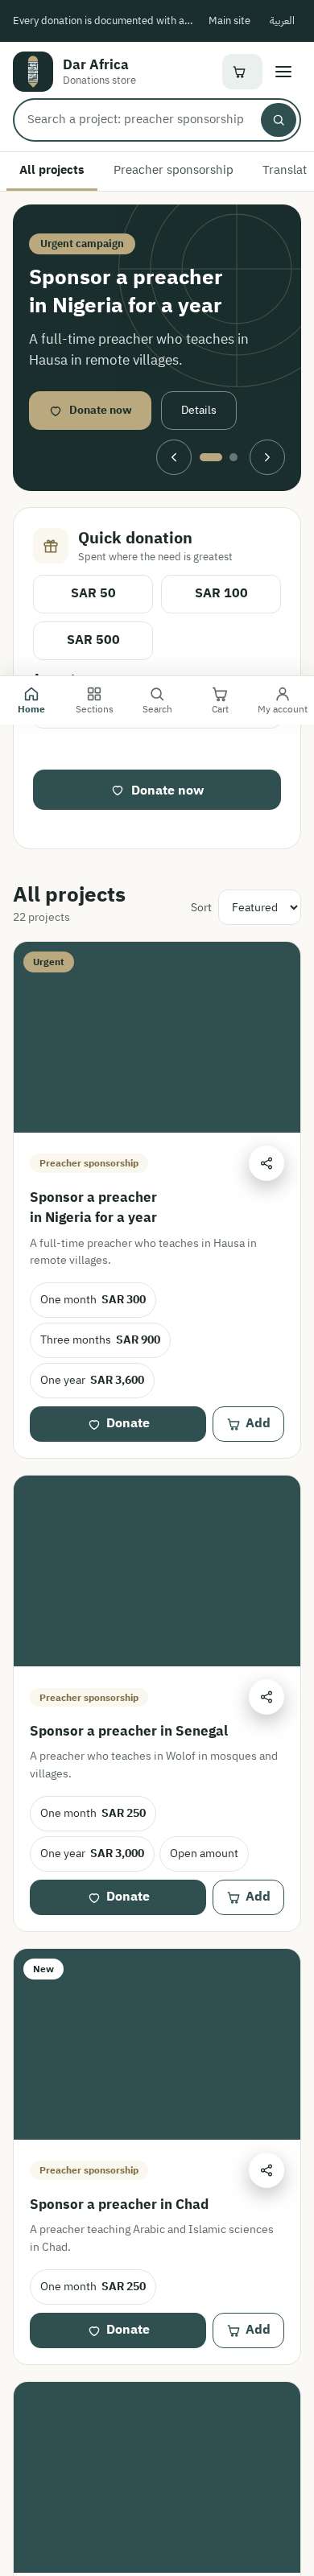 Every donation is documented with a...
Main site
العربية
Dar Africa
Donations store
Search a project: preacher sponsorship
All projects
Preacher sponsorship
Translat
Urgent campaign
Sponsor a preacher
in Nigeria for a year
A full-time preacher who teaches in
Hausa in remote villages.
Donate now
Details
Quick donation
Spent where the need is greatest
SAR 50
SAR 100
SAR 500
Home
Sections
Search
Cart
My account
Donate now
All projects
22 projects
Sort
Featured
Urgent
Preacher sponsorship
Sponsor a preacher
in Nigeria for a year
A full-time preacher who teaches in Hausa in
remote villages.
One month SAR 300
Three months SAR 900
One year SAR 3,600
Donate
Add
Preacher sponsorship
Sponsor a preacher in Senegal
A preacher who teaches in Wolof in mosques and
villages.
One month SAR 250
One year SAR 3,000
Open amount
Donate
Add
New
Preacher sponsorship
Sponsor a preacher in Chad
A preacher teaching Arabic and Islamic sciences
in Chad.
One month SAR 250
Donate
Add